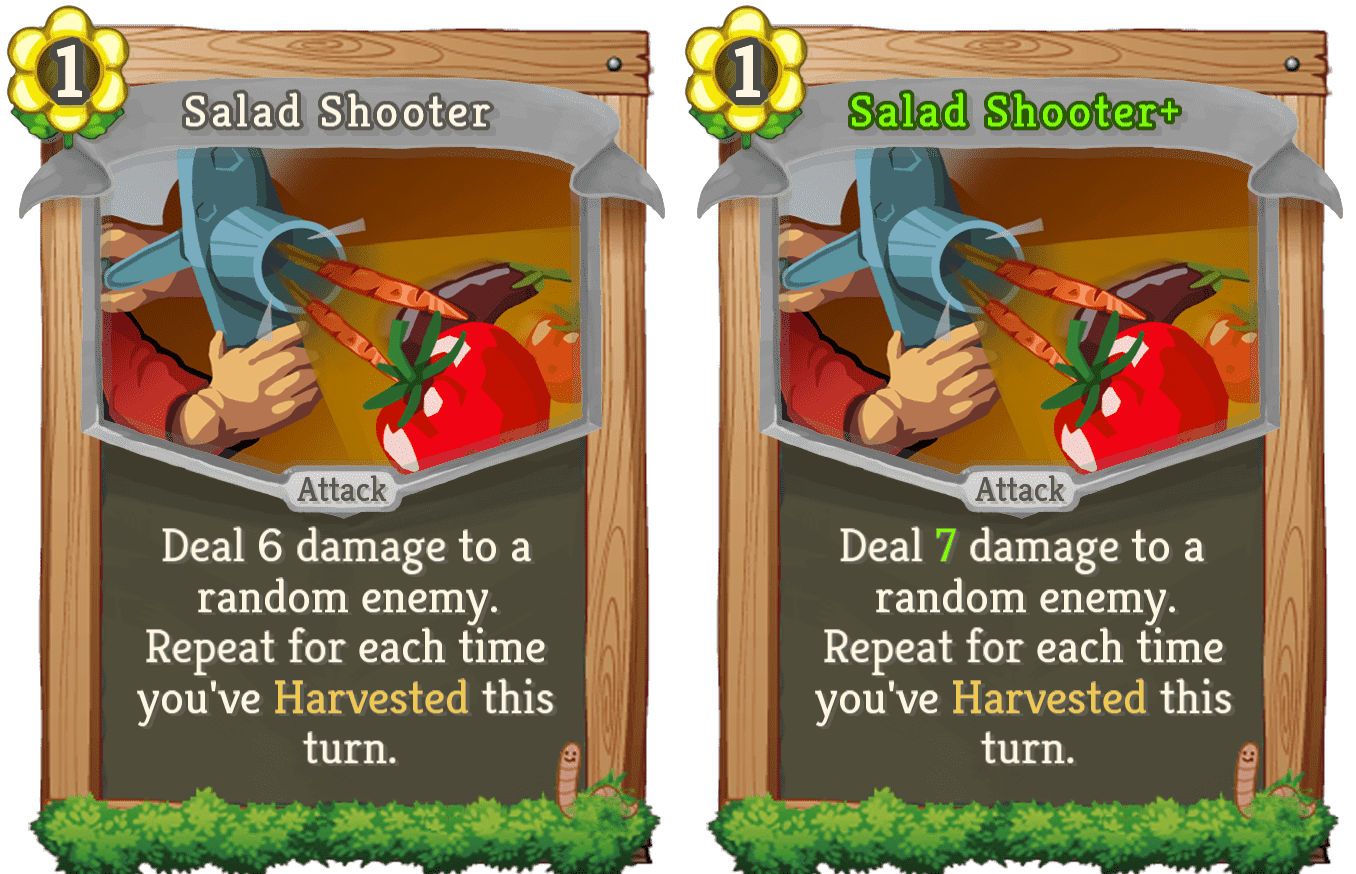 1
Salad Shooter
Attack
Deal 6 damage to a
random enemy.
Repeat for each time
you've Harvested this
turn.
1
Salad Shooter+
Attack
Deal 7 damage to a
random enemy.
Repeat for each time
you've Harvested this
turn.